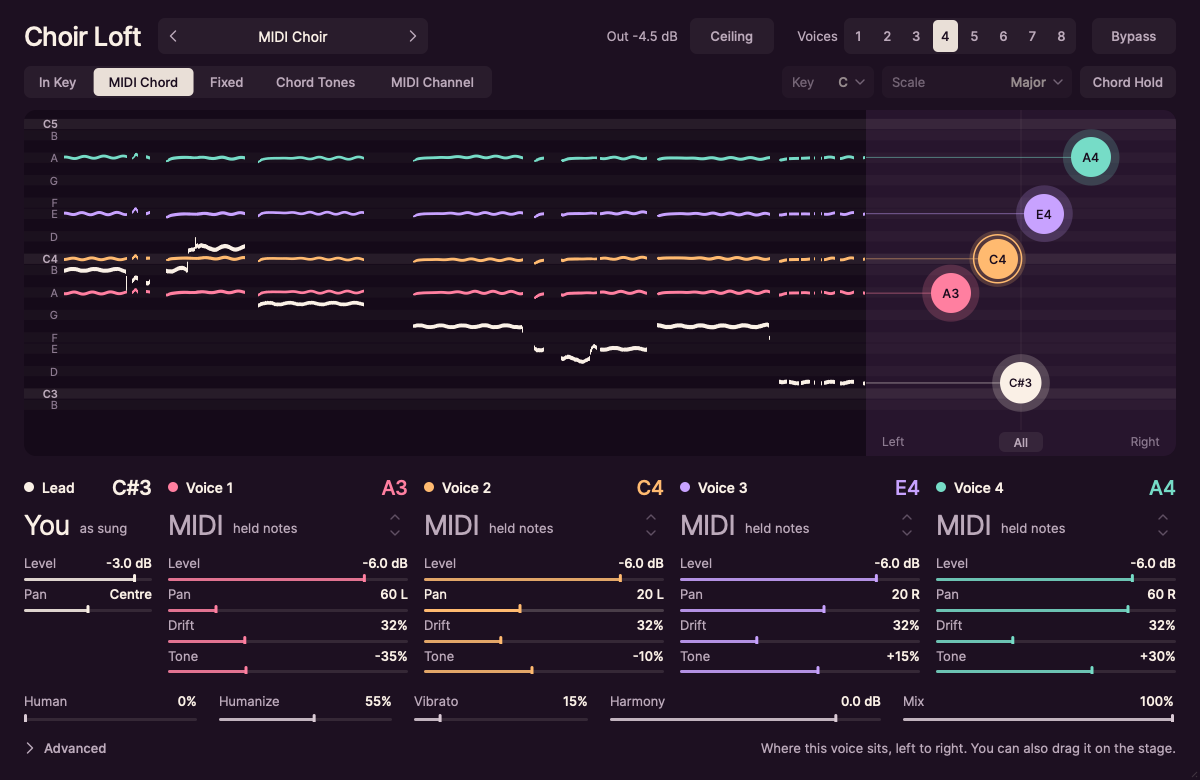 Choir Loft
MIDI Choir
Out -4.5 dB
Ceiling
Voices
1 2 3 4 5 6 7 8
Bypass
In Key
MIDI Chord
Fixed
Chord Tones
MIDI Channel
Key C
Scale Major
Chord Hold
C5
B
A
G
F
E
D
C4
B
A
G
F
E
D
C3
B
A4
E4
C4
A3
C#3
Left
All
Right
Lead C#3
You as sung
Level -3.0 dB
Pan Centre
Voice 1 A3
MIDI held notes
Level -6.0 dB
Pan 60 L
Drift 32%
Tone -35%
Voice 2 C4
MIDI held notes
Level -6.0 dB
Pan 20 L
Drift 32%
Tone -10%
Voice 3 E4
MIDI held notes
Level -6.0 dB
Pan 20 R
Drift 32%
Tone +15%
Voice 4 A4
MIDI held notes
Level -6.0 dB
Pan 60 R
Drift 32%
Tone +30%
Human 0%
Humanize 55%
Vibrato 15%
Harmony 0.0 dB
Mix 100%
Advanced
Where this voice sits, left to right. You can also drag it on the stage.